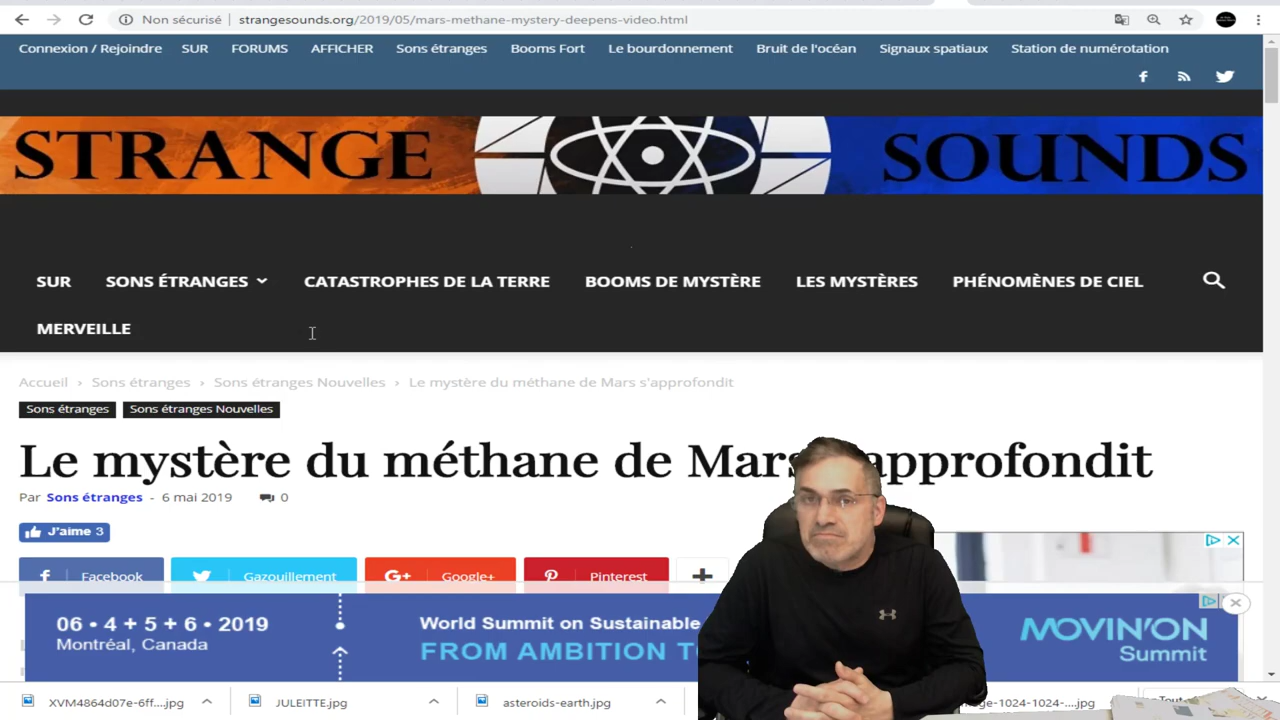 Non sécurisé | strangesounds.org/2019/05/mars-methane-mystery-deepens-video.html
Connexion / Rejoindre SUR FORUMS AFFICHER Sons étranges Booms Fort Le bourdonnement Bruit de l'océan Signaux spatiaux Station de numérotation
STRANGE SOUNDS
SUR SONS ÉTRANGES CATASTROPHES DE LA TERRE BOOMS DE MYSTÈRE LES MYSTÈRES PHÉNOMÈNES DE CIEL
MERVEILLE
Accueil › Sons étranges › Sons étranges Nouvelles › Le mystère du méthane de Mars s'approfondit
Sons étranges Sons étranges Nouvelles
Le mystère du méthane de Mars approfondit
Par Sons étranges - 6 mai 2019 0
J'aime 3
Facebook Gazouillement Google+ Pinterest
06 • 4 + 5 + 6 • 2019
Montréal, Canada
World Summit on Sustainable
FROM AMBITION
MOVIN'ON
Summit
XVM4864d07e-6ff....jpg JULEITTE.jpg asteroids-earth.jpg -1024-1024-....jpg